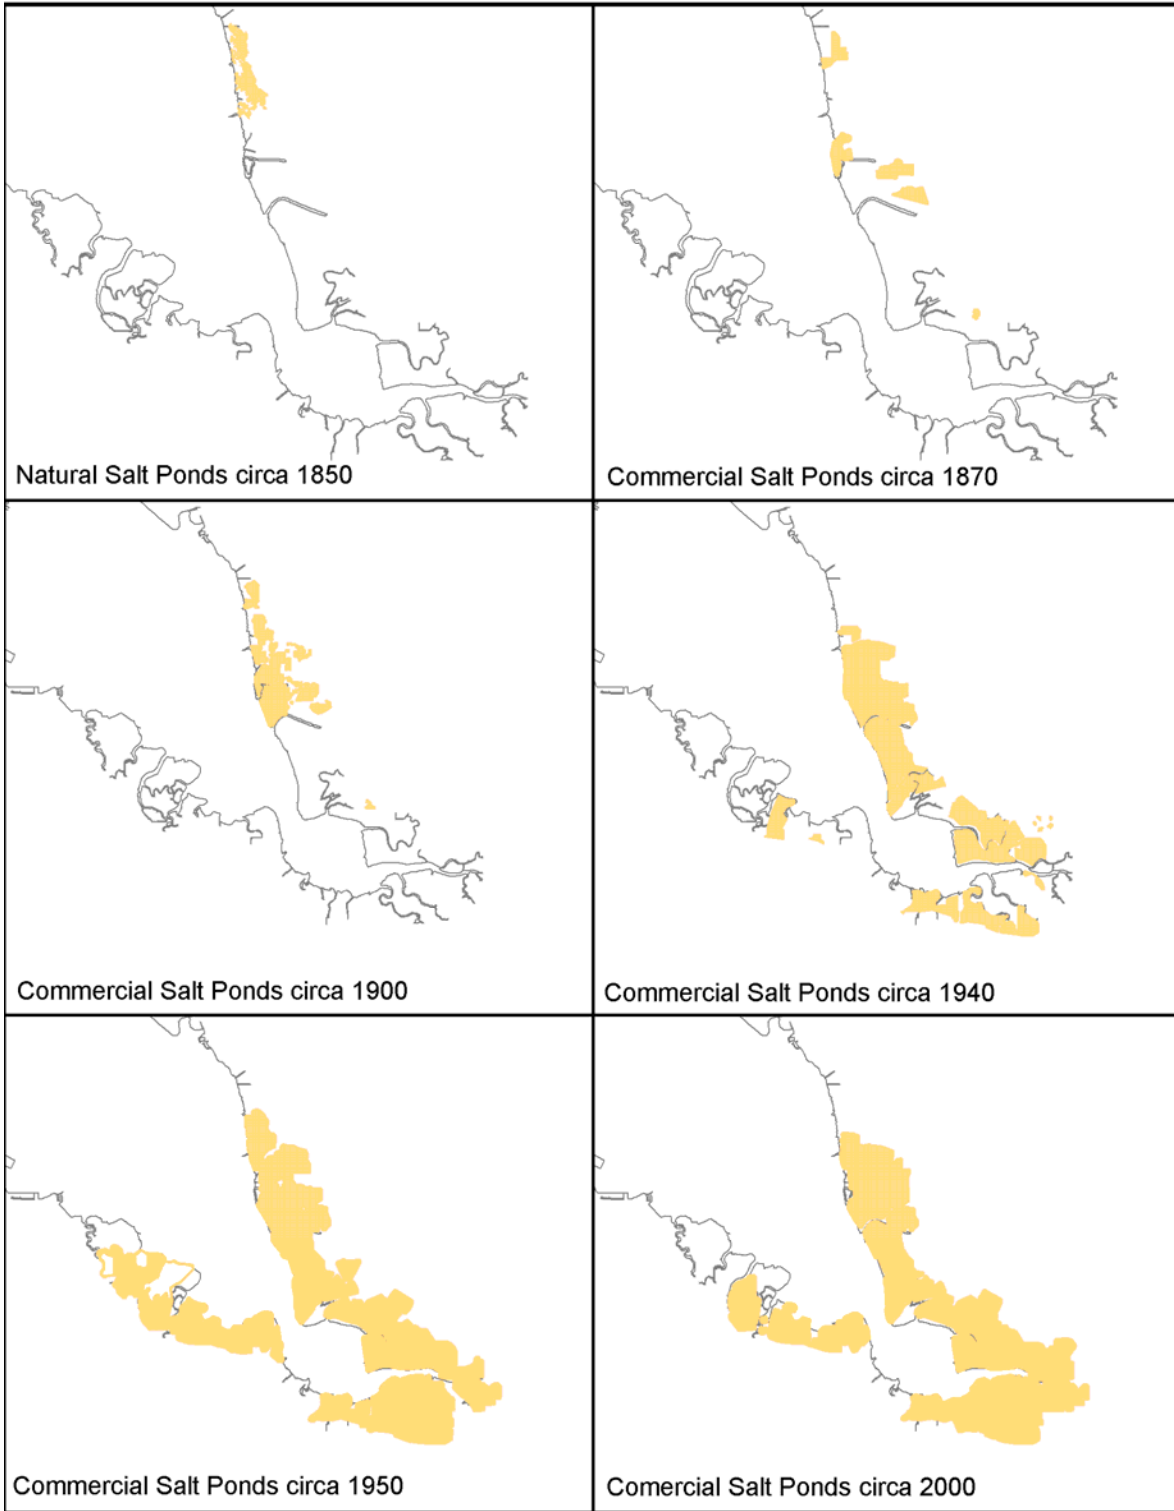 Natural Salt Ponds circa 1850
Commercial Salt Ponds circa 1870
Commercial Salt Ponds circa 1900
Commercial Salt Ponds circa 1940
Commercial Salt Ponds circa 1950
Comercial Salt Ponds circa 2000